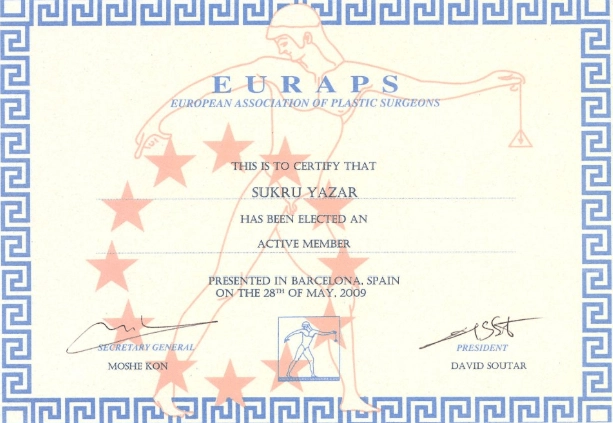 EURAPS
EUROPEAN ASSOCIATION OF PLASTIC SURGEONS
THIS IS TO CERTIFY THAT
SUKRU YAZAR
HAS BEEN ELECTED AN
ACTIVE MEMBER
PRESENTED IN BARCELONA, SPAIN
ON THE 28TH OF MAY, 2009
SECRETARY GENERAL
PRESIDENT
MOSHE KON
DAVID SOUTAR